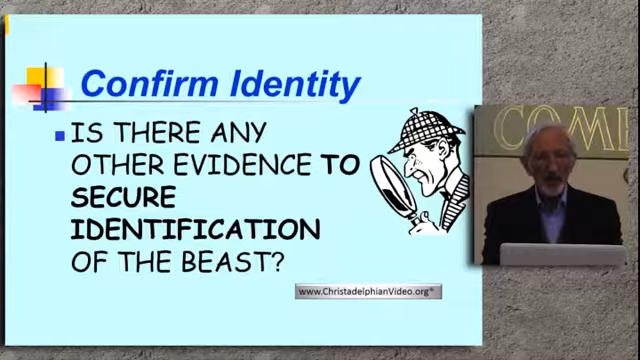 Confirm Identity
IS THERE ANY
OTHER EVIDENCE TO
SECURE
IDENTIFICATION
OF THE BEAST?
www.ChristadelphianVideo.org®
COME